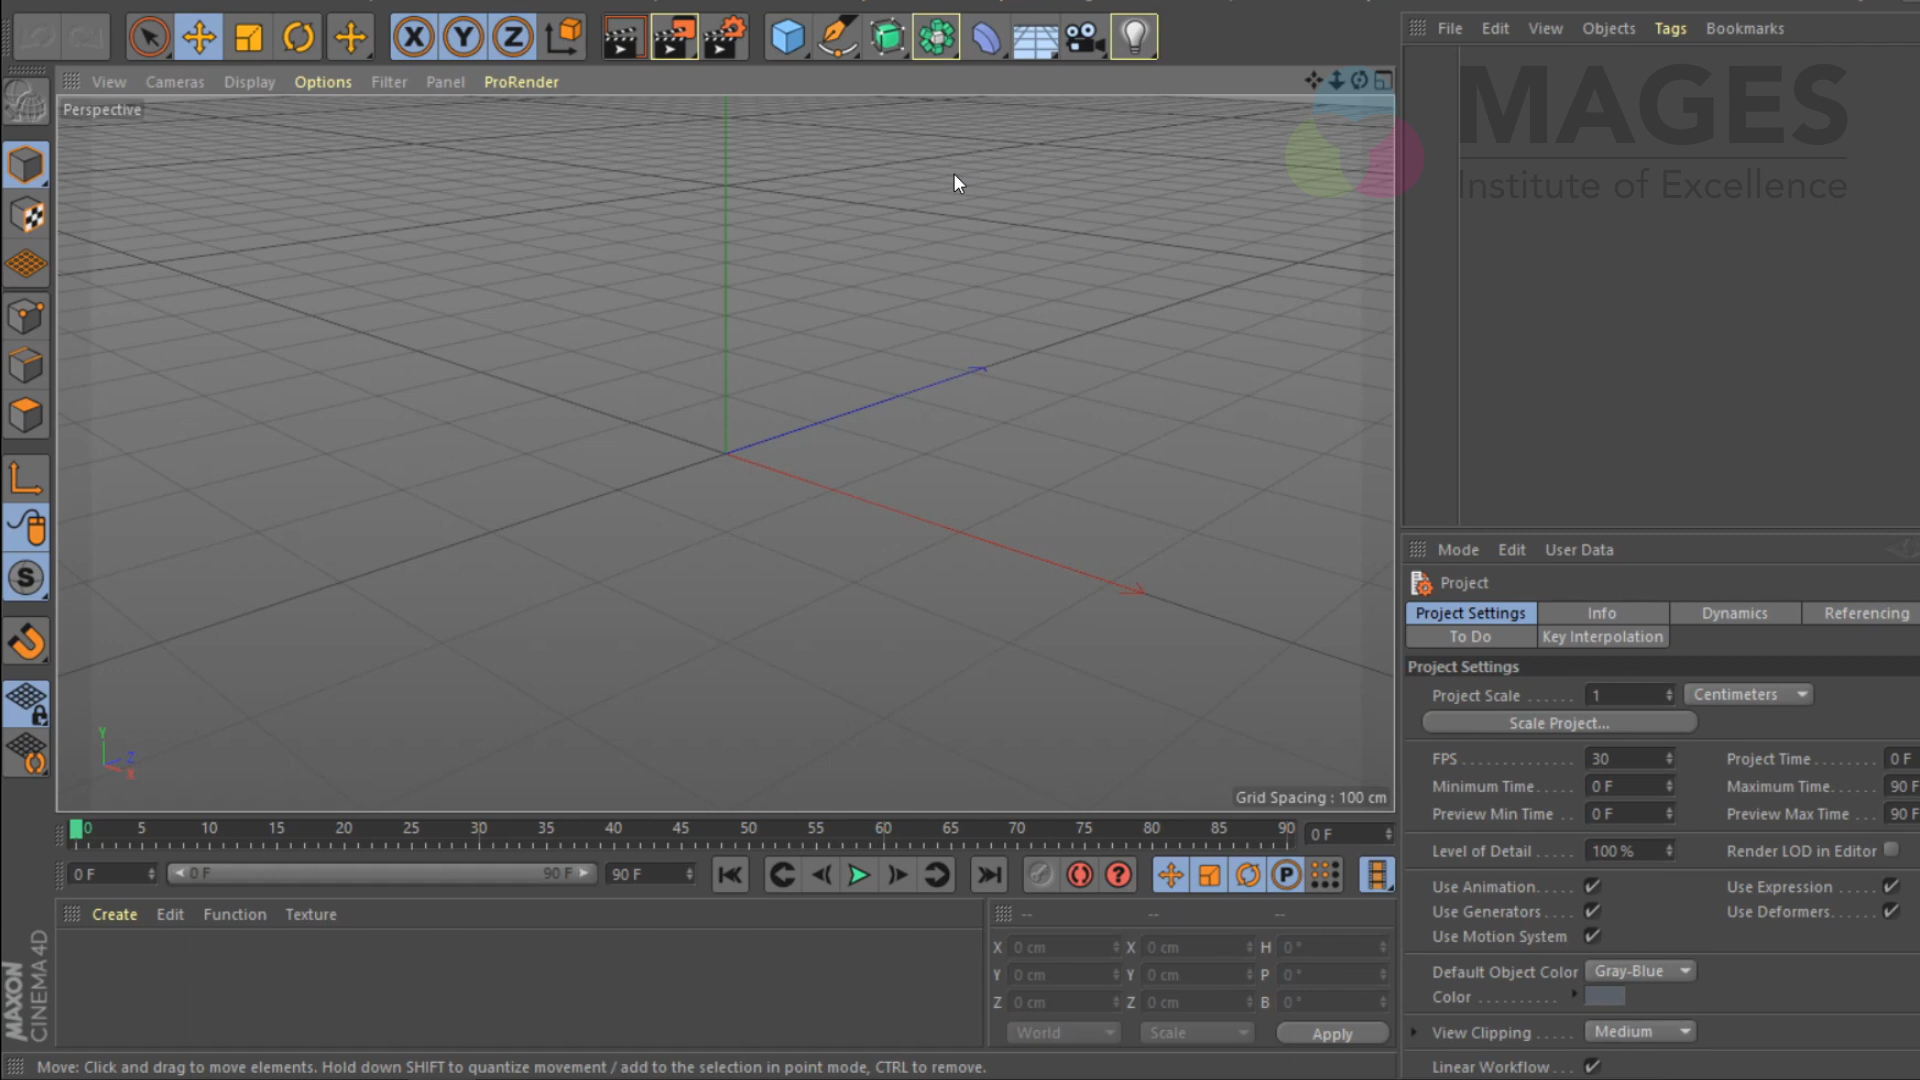 File Edit View Objects Tags Bookmarks
View Cameras Display Options Filter Panel ProRender
Perspective
MAGES
Institute of Excellence
X Y Z
S
Y
Z
X
Grid Spacing : 100 cm
Mode Edit User Data
Project
Project Settings Info Dynamics Referencing
To Do Key Interpolation
Project Settings
Project Scale ...... 1 Centimeters
Scale Project...
FPS ............. 30 Project Time ........ 0 F
Minimum Time ..... 0 F Maximum Time ..... 90 F
Preview Min Time .. 0 F Preview Max Time ... 90 F
Level of Detail ..... 100 % Render LOD in Editor
Use Animation ..... Use Expression .....
Use Generators .... Use Deformers ......
Use Motion System
Default Object Color Gray-Blue
Color ..........
View Clipping ..... Medium
Linear Workflow ...
0 5 10 15 20 25 30 35 40 45 50 55 60 65 70 75 80 85 90 0 F
0 F 0 F 90 F 90 F ? P
Create Edit Function Texture
-- -- --
X 0 cm X 0 cm H 0 °
Y 0 cm Y 0 cm P 0 °
Z 0 cm Z 0 cm B 0 °
World Scale Apply
MAXON
CINEMA 4D
Move: Click and drag to move elements. Hold down SHIFT to quantize movement / add to the selection in point mode, CTRL to remove.